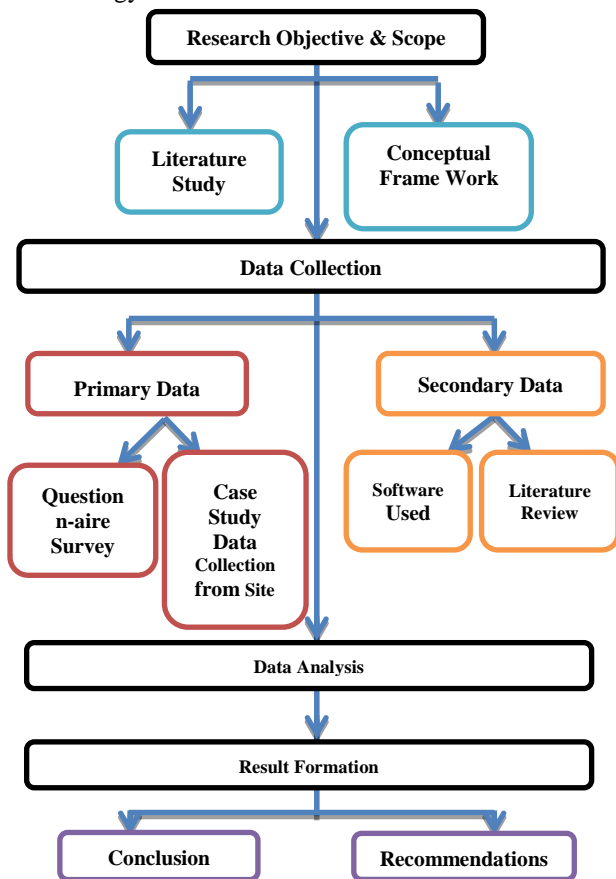 Research Objective & Scope
Literature
Study
Conceptual
Frame Work
Data Collection
Primary Data
Secondary Data
Question
n-aire
Survey
Case
Study
Data
Collection
from Site
Software
Used
Literature
Review
Data Analysis
Result Formation
Conclusion
Recommendations